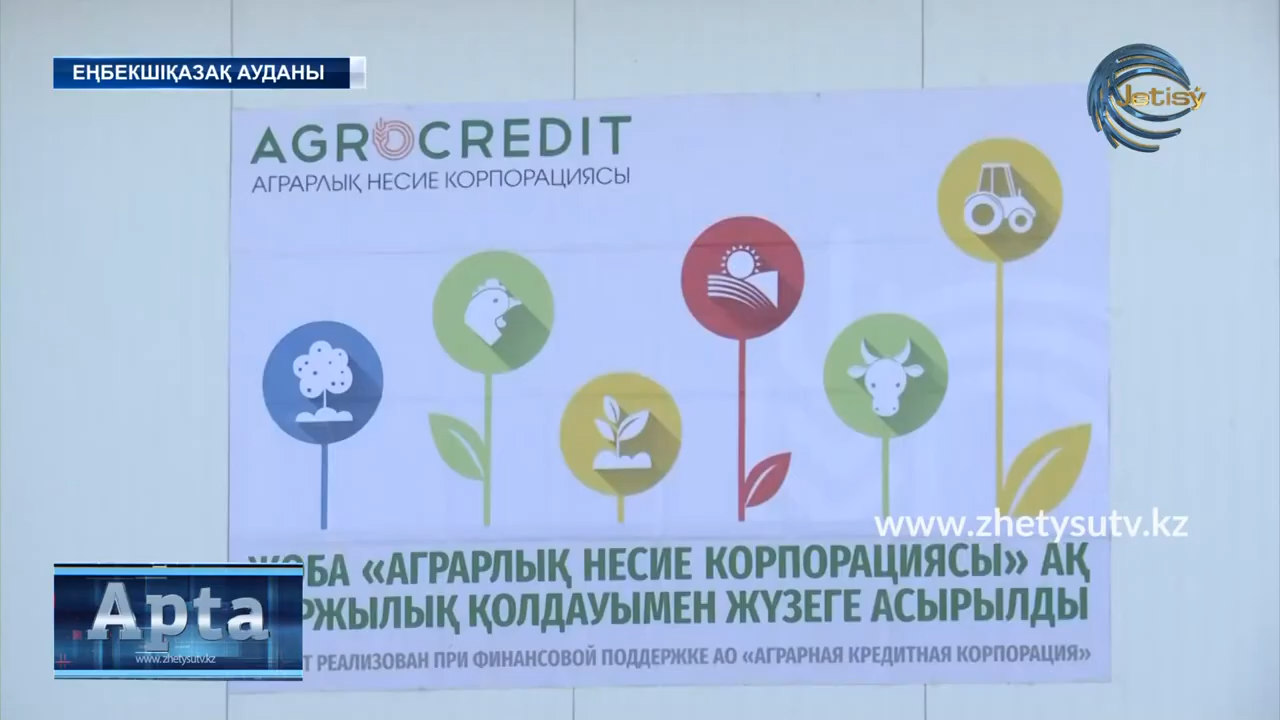 ЕҢБЕКШІҚАЗАҚ АУДАНЫ
Jetisý
AGROCREDIT
АГРАРЛЫҚ НЕСИЕ КОРПОРАЦИЯСЫ
www.zhetysutv.kz
«АГРАРЛЫҚ НЕСИЕ КОРПОРАЦИЯСЫ» АҚ
ҚОЛДАУЫМЕН ЖҮЗЕГЕ АСЫРЫЛДЫ
РЕАЛИЗОВАН ПРИ ФИНАНСОВОЙ ПОДДЕРЖКЕ АО «АГРАРНАЯ КРЕДИТНАЯ КОРПОРАЦИЯ»
Арта
www.zhetysutv.kz